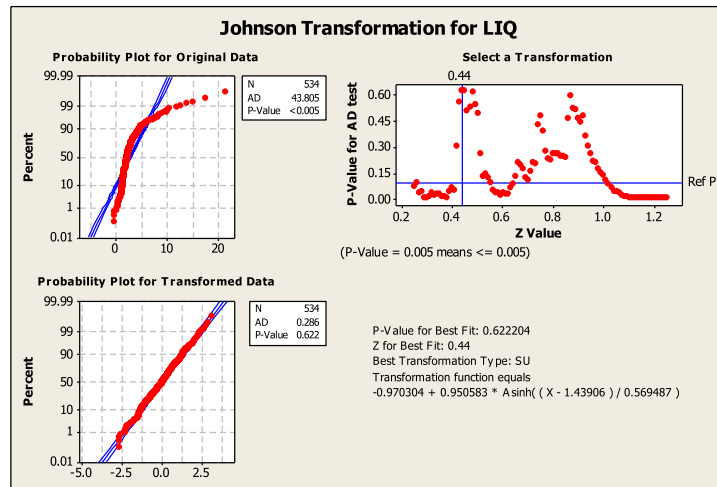 Johnson Transformation for LIQ
Probability Plot for Original Data
99.99
99
90
50
10
1
0.01
Percent
0
10
20
N 534
AD 43.805
P-Value <0.005
Select a Transformation
0.44
0.60
0.45
0.30
0.15
0.00
P-Value for AD test
Ref P
0.2
0.4
0.6
0.8
1.0
1.2
Z Value
(P-Value = 0.005 means <= 0.005)
Probability Plot for Transformed Data
99.99
99
90
50
10
1
0.01
Percent
-5.0
-2.5
0.0
2.5
N 534
AD 0.286
P-Value 0.622
P-Value for Best Fit: 0.622204
Z for Best Fit: 0.44
Best Transformation Type: SU
Transformation function equals
-0.970304 + 0.950583 * Asinh( ( X - 1.43906 ) / 0.569487 )